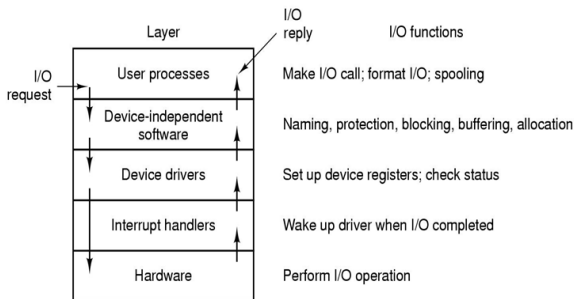 I/O
reply
Layer
I/O functions
I/O
request
User processes
Make I/O call; format I/O; spooling
Device-independent
software
Naming, protection, blocking, buffering, allocation
Device drivers
Set up device registers; check status
Interrupt handlers
Wake up driver when I/O completed
Hardware
Perform I/O operation